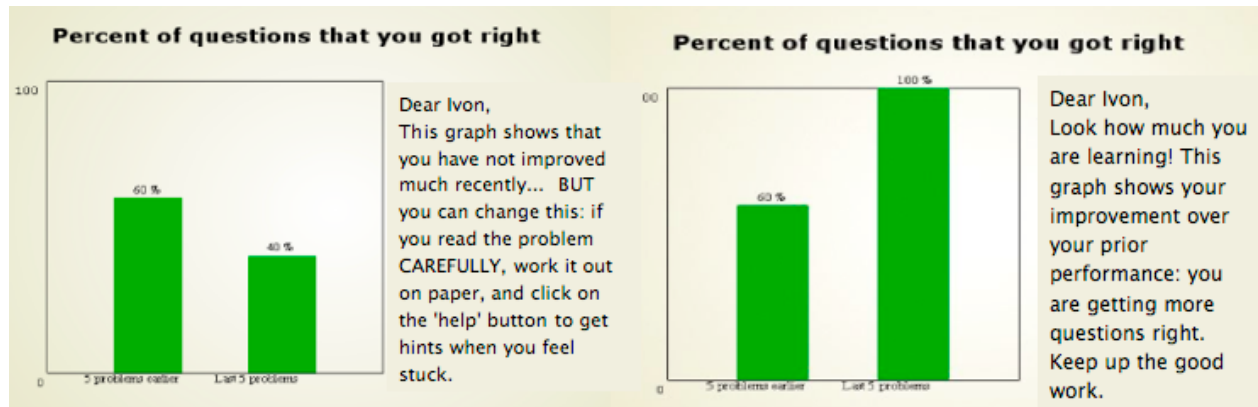 Percent of questions that you got right
100
60 %
40 %
0
5 problems earlier
Last 5 problems
Dear Ivon,
This graph shows that
you have not improved
much recently... BUT
you can change this: if
you read the problem
CAREFULLY, work it out
on paper, and click on
the 'help' button to get
hints when you feel
stuck.
Percent of questions that you got right
00
100 %
60 %
0
5 problems earlier
Last 5 problems
Dear Ivon,
Look how much you
are learning! This
graph shows your
improvement over
your prior
performance: you
are getting more
questions right.
Keep up the good
work.